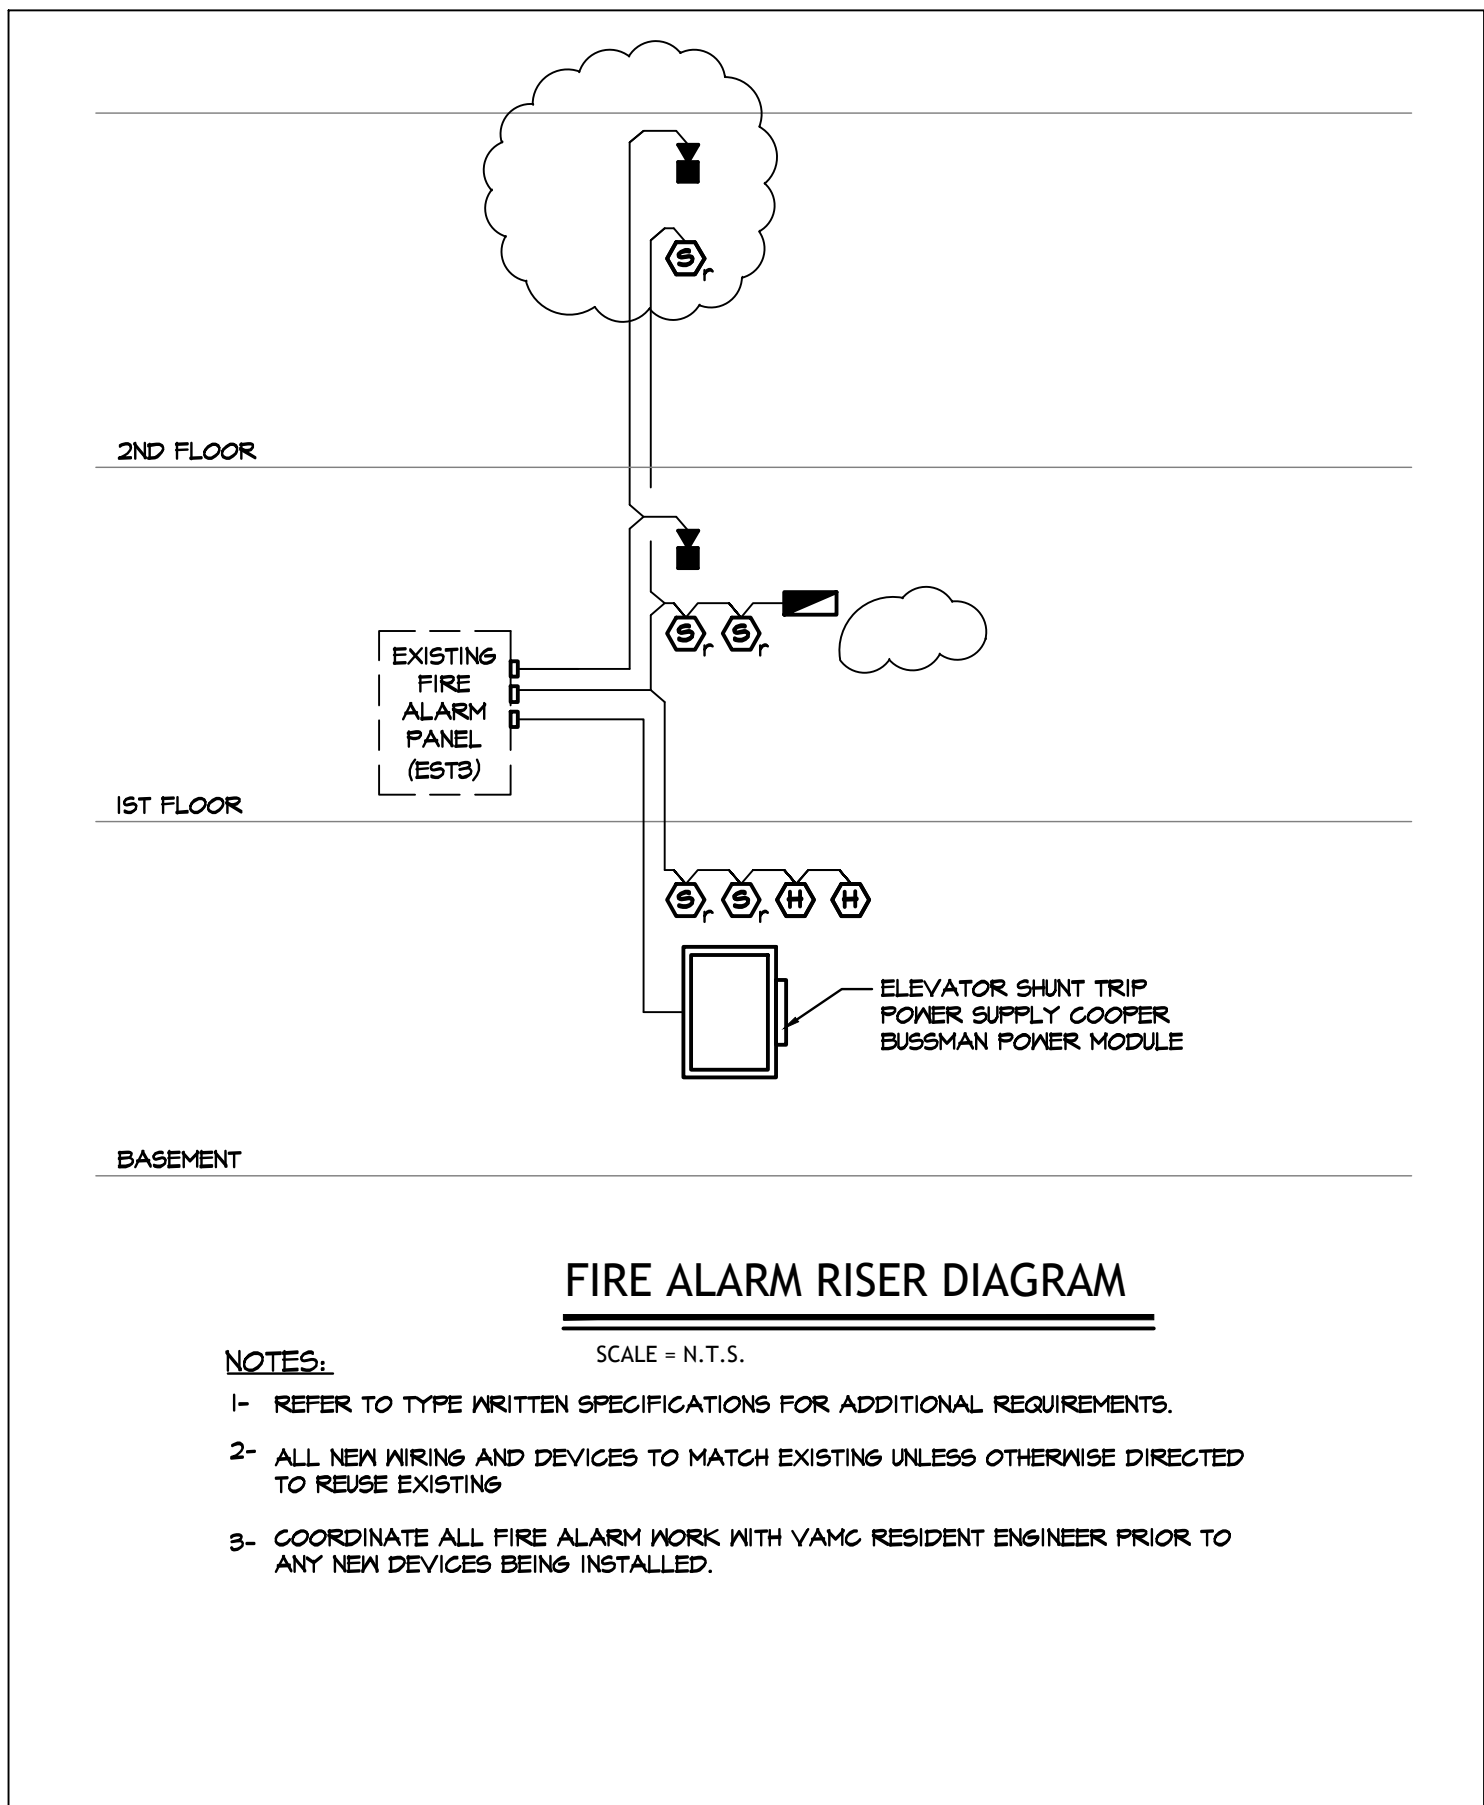 S r
2ND FLOOR
S r S r
EXISTING
FIRE
ALARM
PANEL
(EST3)
1ST FLOOR
S r S r H H
ELEVATOR SHUNT TRIP
POWER SUPPLY COOPER
BUSSMAN POWER MODULE
BASEMENT
FIRE ALARM RISER DIAGRAM
SCALE = N.T.S.
NOTES:
1- REFER TO TYPE WRITTEN SPECIFICATIONS FOR ADDITIONAL REQUIREMENTS.
2- ALL NEW WIRING AND DEVICES TO MATCH EXISTING UNLESS OTHERWISE DIRECTED
TO REUSE EXISTING
3- COORDINATE ALL FIRE ALARM WORK WITH VAMC RESIDENT ENGINEER PRIOR TO
ANY NEW DEVICES BEING INSTALLED.